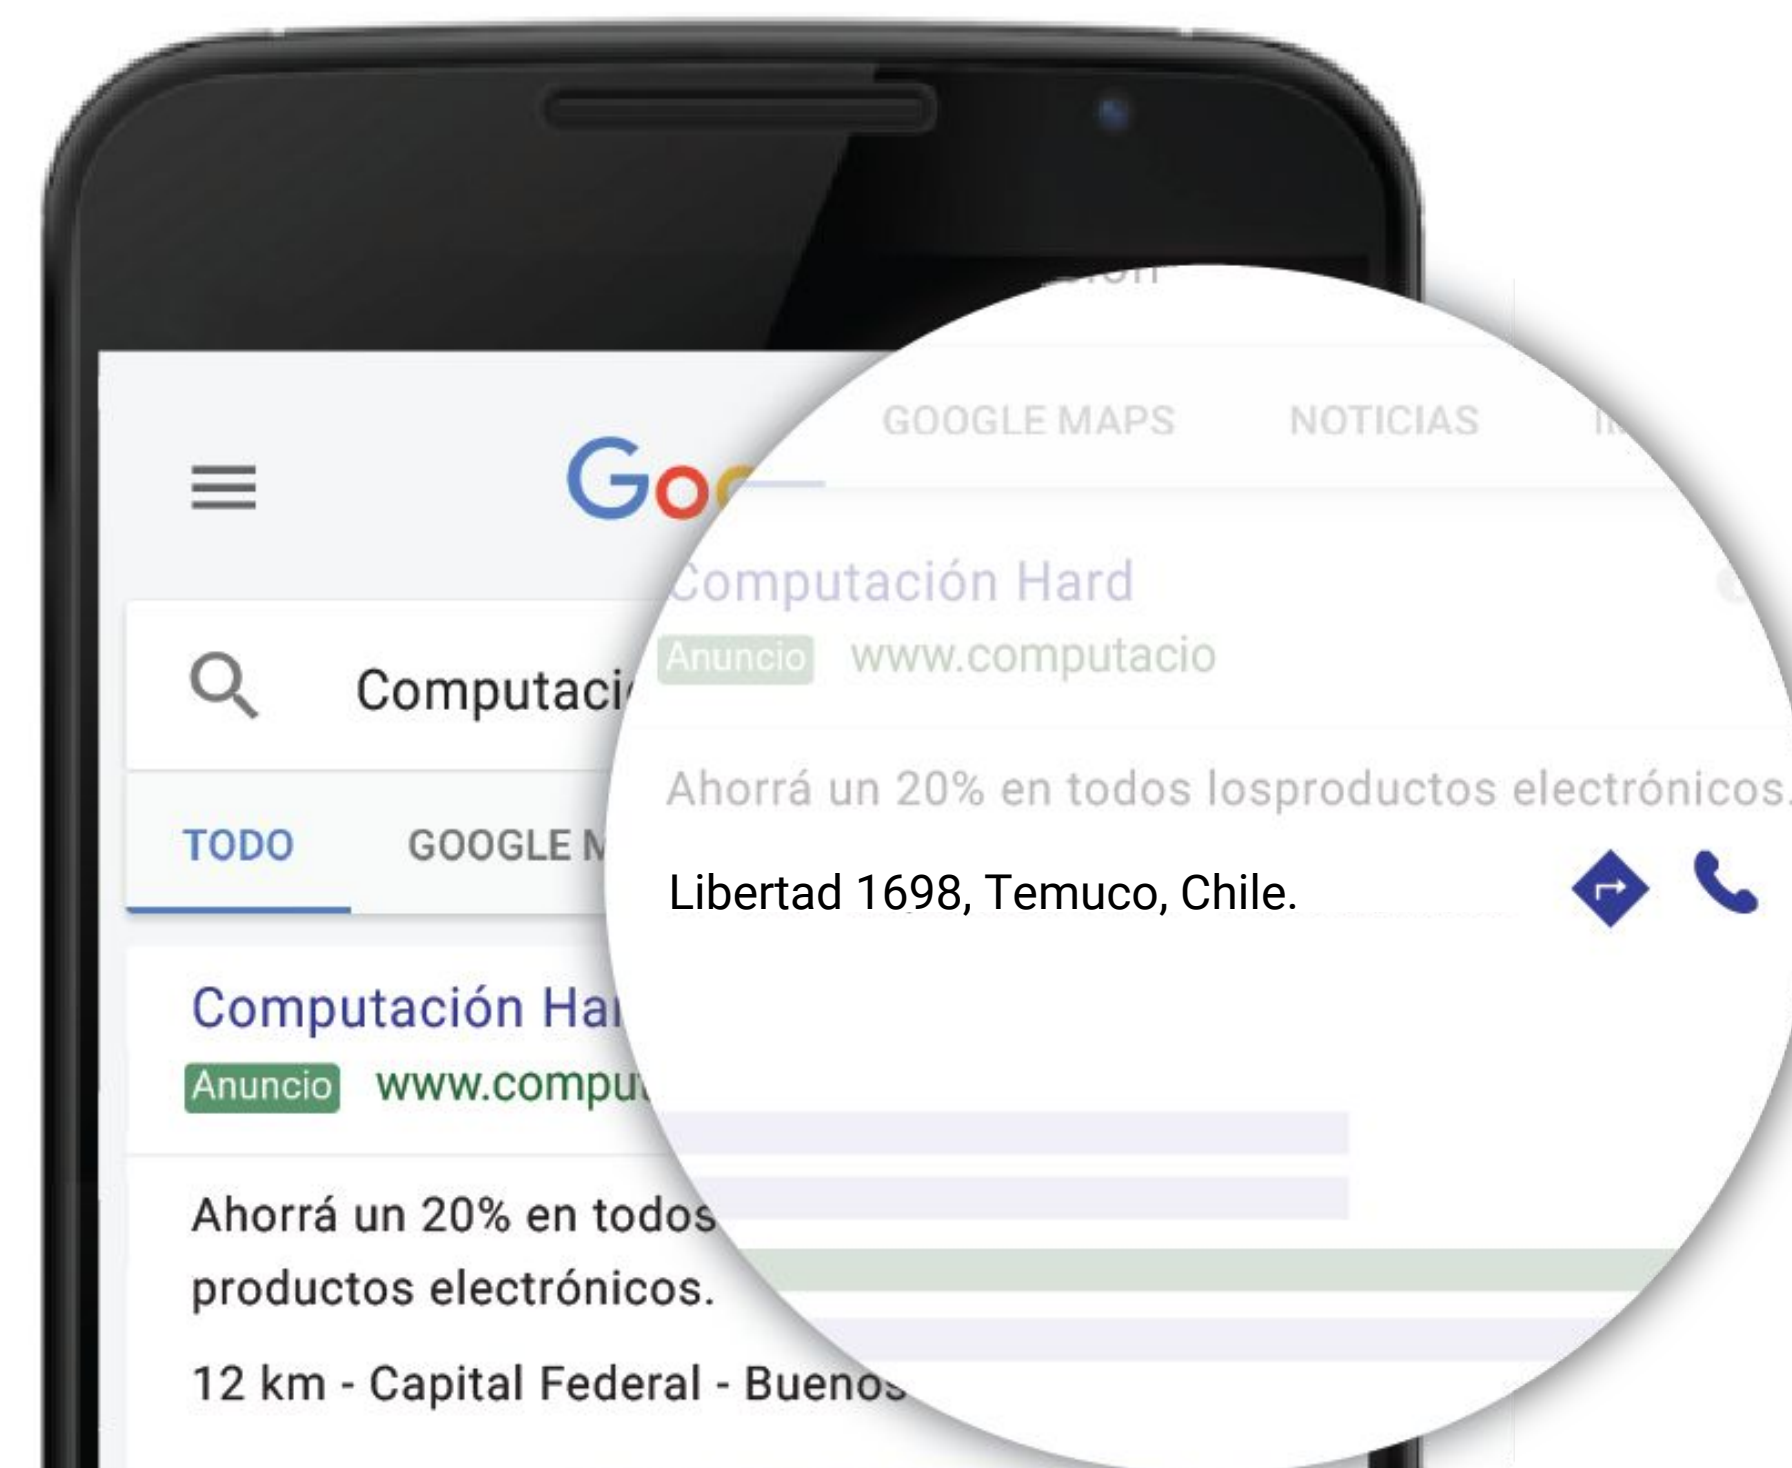 Goo
Computaci
TODO
GOOGLE M
Computación Ha
Anuncio www.compu
Ahorrá un 20% en todos
productos electrónicos.
12 km - Capital Federal - Buenos
GOOGLE MAPS NOTICIAS
Computación Hard
Anuncio www.computacio
Ahorrá un 20% en todos losproductos electrónicos.
Libertad 1698, Temuco, Chile.